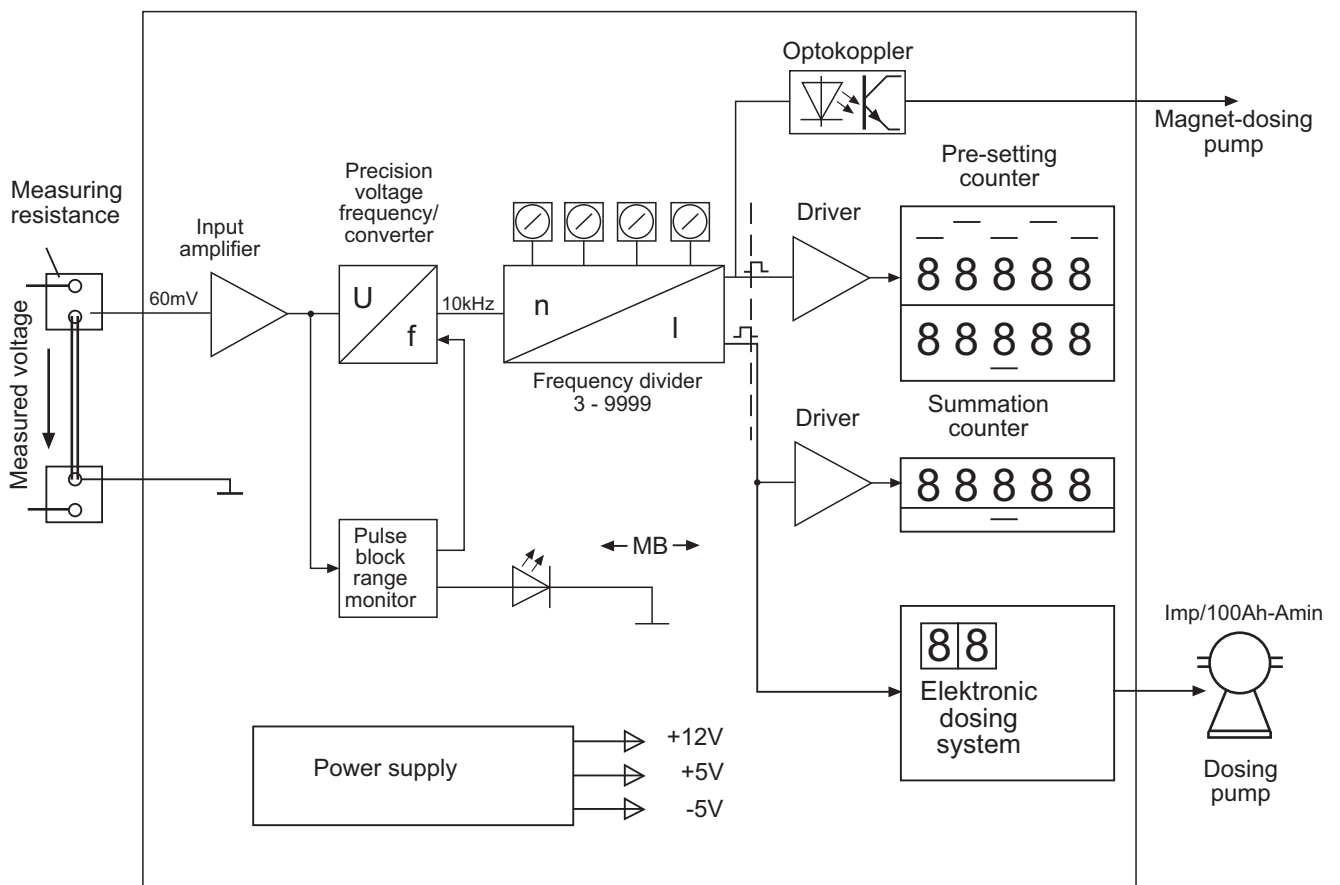 Optokoppler
Magnet-dosing
pump
Pre-setting
counter
Precision
voltage
frequency/
converter
Measuring
resistance
Input
amplifier
Driver
88888
60mV
U
f
10kHz
n
I
88888
Measured voltage
Frequency divider
3 - 9999
Summation
counter
Driver
88888
Pulse
block
range
monitor
MB
Imp/100Ah-Amin
88
Elektronic
dosing
system
Power supply
+12V
+5V
-5V
Dosing
pump